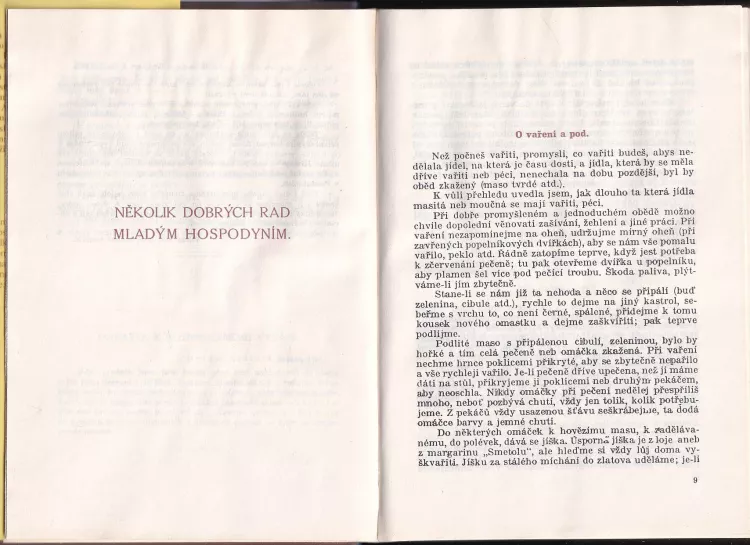 NĚKOLIK DOBRÝCH RAD
MLADÝM HOSPODYNÍM.
O vaření a pod.
Než počneš vařiti, promysli, co vařiti budeš, abys ne-
dělala jídel, na která je času dosti, a jídla, která by se měla
dříve vařiti neb péci, nenechala na dobu pozdější, byl by
oběd zkažený (maso tvrdé atd.).
K vůli přehledu uvedla jsem, jak dlouho ta která jídla
masitá neb moučná se mají vařiti, péci.
Při dobře promyšleném a jednoduchém obědě možno
chvíle dopolední věnovati zašívání, žehlení a jiné práci. Při
vaření nezapomínejme na oheň, udržujme mírný oheň (při
zavřených popelníkových dvířkách), aby se nám vše pomalu
vařilo, peklo atd. Řádně zatopíme teprve, když jest potřeba
k zčervenání pečeně; tu pak otevřeme dvířka u popelníku,
aby plamen šel více pod pečící troubu. Škoda paliva, plýt-
váme-li jím zbytečně.
Stane-li se nám již ta nehoda a něco se připálí (buď
zelenina, cibule atd.), rychle to dejme na jiný kastrol, se-
beřme s vrchu to, co není černé, spálené, přidejme k tomu
kousek nového omastku a dejme zaškvířiti; pak teprve
podlijme.
Podlité maso s připálenou cibulí, zeleninou, bylo by
hořké a tím celá pečeně neb omáčka zkažená. Při vaření
nechme hrnce poklicemi přikryté, aby se zbytečně nepařilo
a vše rychleji vařilo. Je-li pečeně dříve upečena, než ji máme
dáti na stůl, přikryjeme ji poklicemi neb druhým pekáčem,
aby neoschla. Nikdy omáčky při pečení nedělej přespříliš
mnoho, neboť pozbývá chuti, vždy jen tolik, kolik potřebu-
jeme. Z pekáčů vždy usazenou šťávu seškrábejme, ta dodá
omáčce barvy a jemné chuti.
Do některých omáček k hovězímu masu, k zaděláva-
nému, do polévek, dává se jíška. Úsporná jíška je z loje aneb
z margarinu „Smetolu“, ale hleďme si vždy lůj doma vy-
škvařiti. Jíšku za stálého míchání do zlatova uděláme; je-li
9